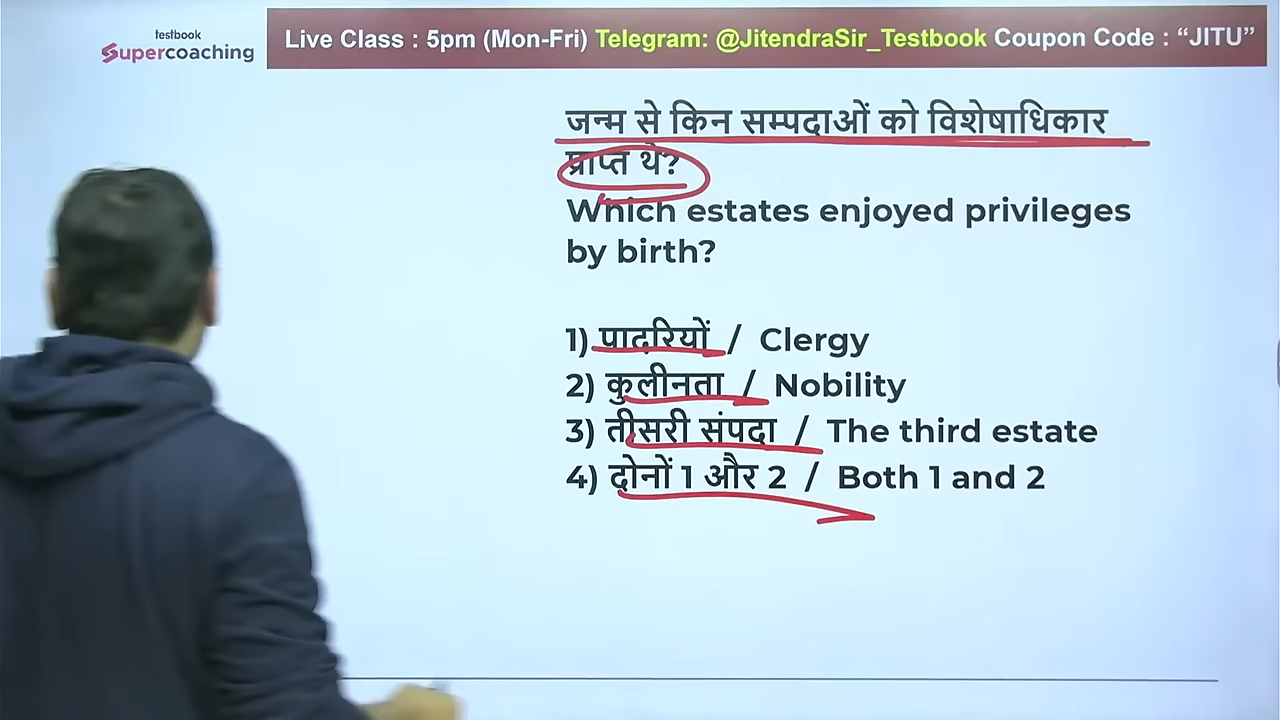 testbook
Supercoaching
Live Class : 5pm (Mon-Fri) Telegram: @JitendraSir_Testbook Coupon Code : “JITU”
जन्म से किन सम्पदाओं को विशेषाधिकार
प्राप्त थे?
Which estates enjoyed privileges
by birth?
1) पादरियों / Clergy
2) कुलीनता / Nobility
3) तीसरी संपदा / The third estate
4) दोनों 1 और 2 / Both 1 and 2